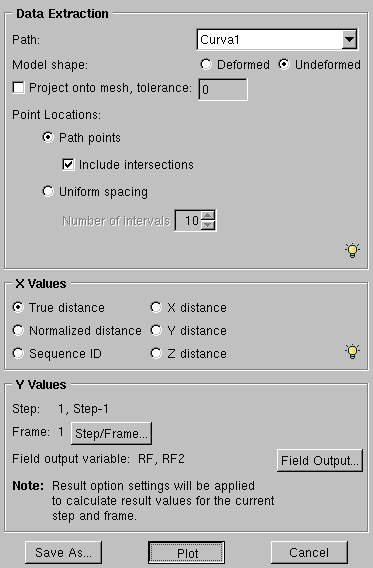 Data Extraction
Path: Curva1
Model shape: Deformed Undeformed
Project onto mesh, tolerance: 0
Point Locations:
Path points
Include intersections
Uniform spacing
Number of intervals 10
X Values
True distance X distance
Normalized distance Y distance
Sequence ID Z distance
Y Values
Step: 1, Step-1
Frame: 1 Step/Frame...
Field output variable: RF, RF2 Field Output...
Note: Result option settings will be applied
to calculate result values for the current
step and frame.
Save As... Plot Cancel